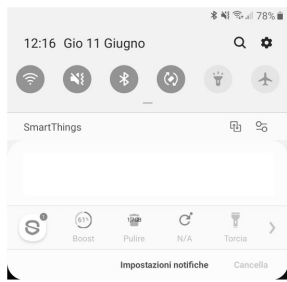 78%
12:16 Gio 11 Giugno
SmartThings
61%
Boost Pulire N/A Torcia
Impostazioni notifiche Cancella